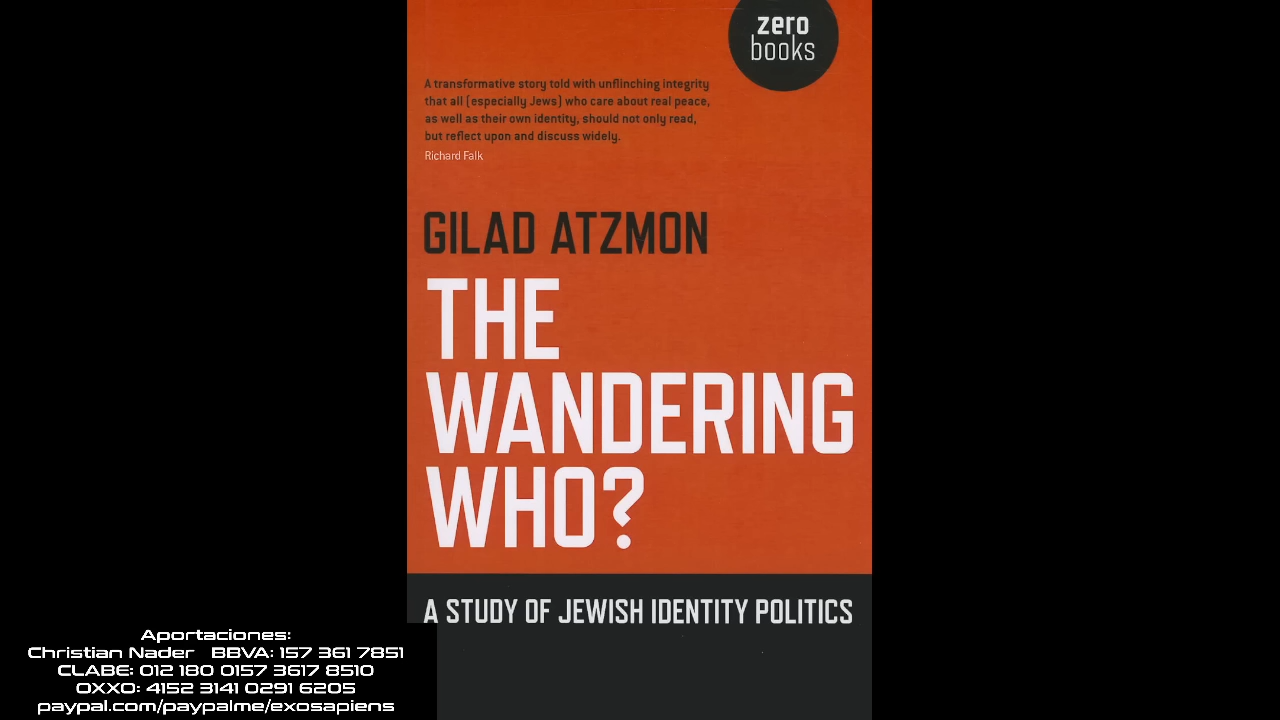 zero
books
A transformative story told with unflinching integrity
that all (especially Jews) who care about real peace,
as well as their own identity, should not only read,
but reflect upon and discuss widely.
Richard Falk
GILAD ATZMON
THE
WANDERING
WHO?
A STUDY OF JEWISH IDENTITY POLITICS
Aportaciones:
Christian Nader BBVA: 157 361 7851
CLABE: 012 180 0157 3617 8510
OXXO: 4152 3141 0291 6205
paypal.com/paypalme/exosapiens